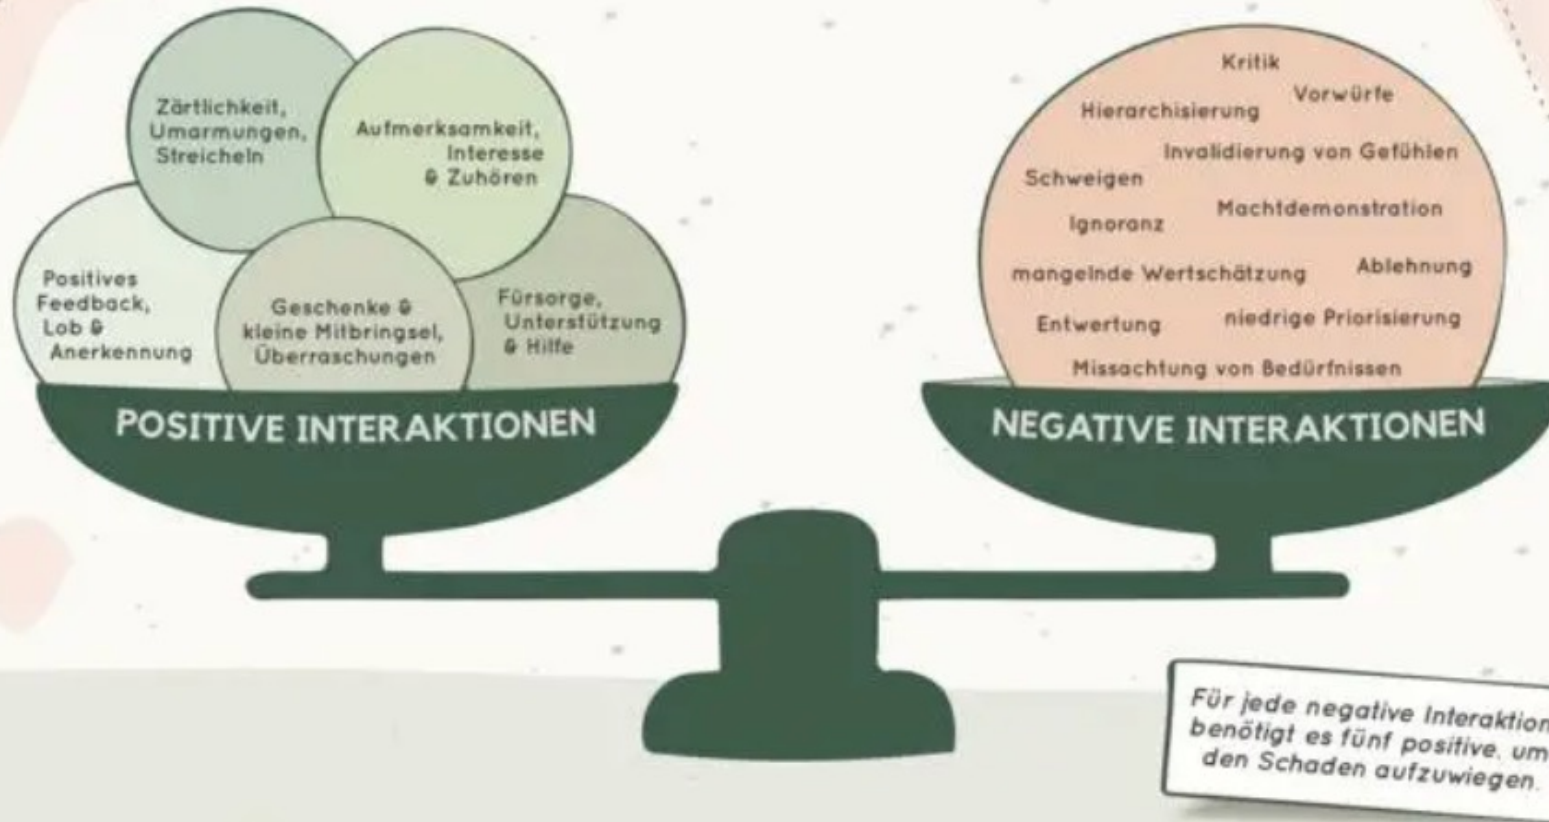 Zärtlichkeit,
Umarmungen,
Streicheln
Aufmerksamkeit,
Interesse
& Zuhören
Positives
Feedback,
Lob &
Anerkennung
Geschenke &
kleine Mitbringsel,
Überraschungen
Fürsorge,
Unterstützung
& Hilfe
POSITIVE INTERAKTIONEN
Kritik
Vorwürfe
Hierarchisierung
Invalidierung von Gefühlen
Schweigen
Machtdemonstration
Ignoranz
mangelnde Wertschätzung
Ablehnung
Entwertung
niedrige Priorisierung
Missachtung von Bedürfnissen
NEGATIVE INTERAKTIONEN
Für jede negative Interaktion
benötigt es fünf positive, um
den Schaden aufzuwiegen.